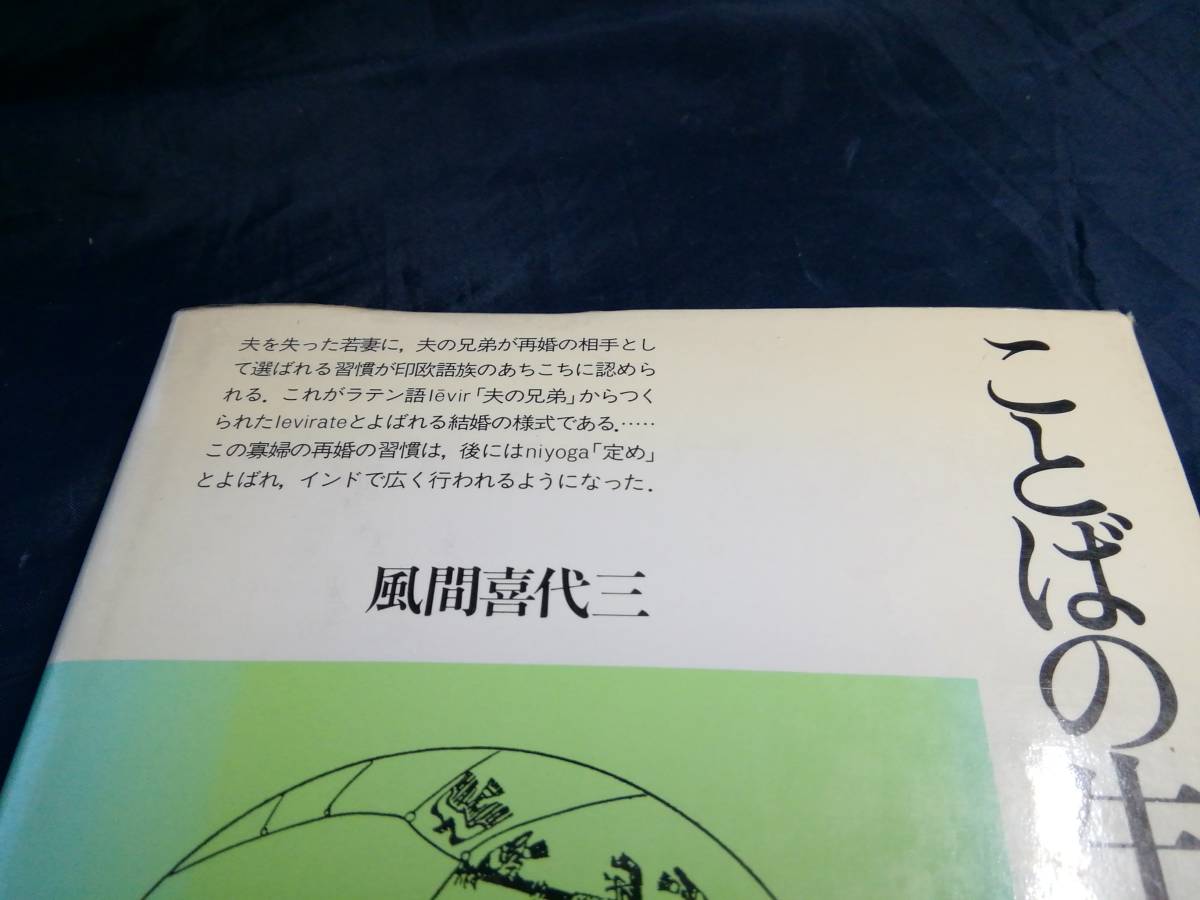 ことばの生
夫を失った若妻に，夫の兄弟が再婚の相手とし
て選ばれる習慣が印欧語族のあちこちに認めら
れる．これがラテン語lēvir「夫の兄弟」からつく
られたlevirateとよばれる結婚の様式である．……
この寡婦の再婚の習慣は，後にはniyoga「定め」
とよばれ，インドで広く行われるようになった．
風間喜代三